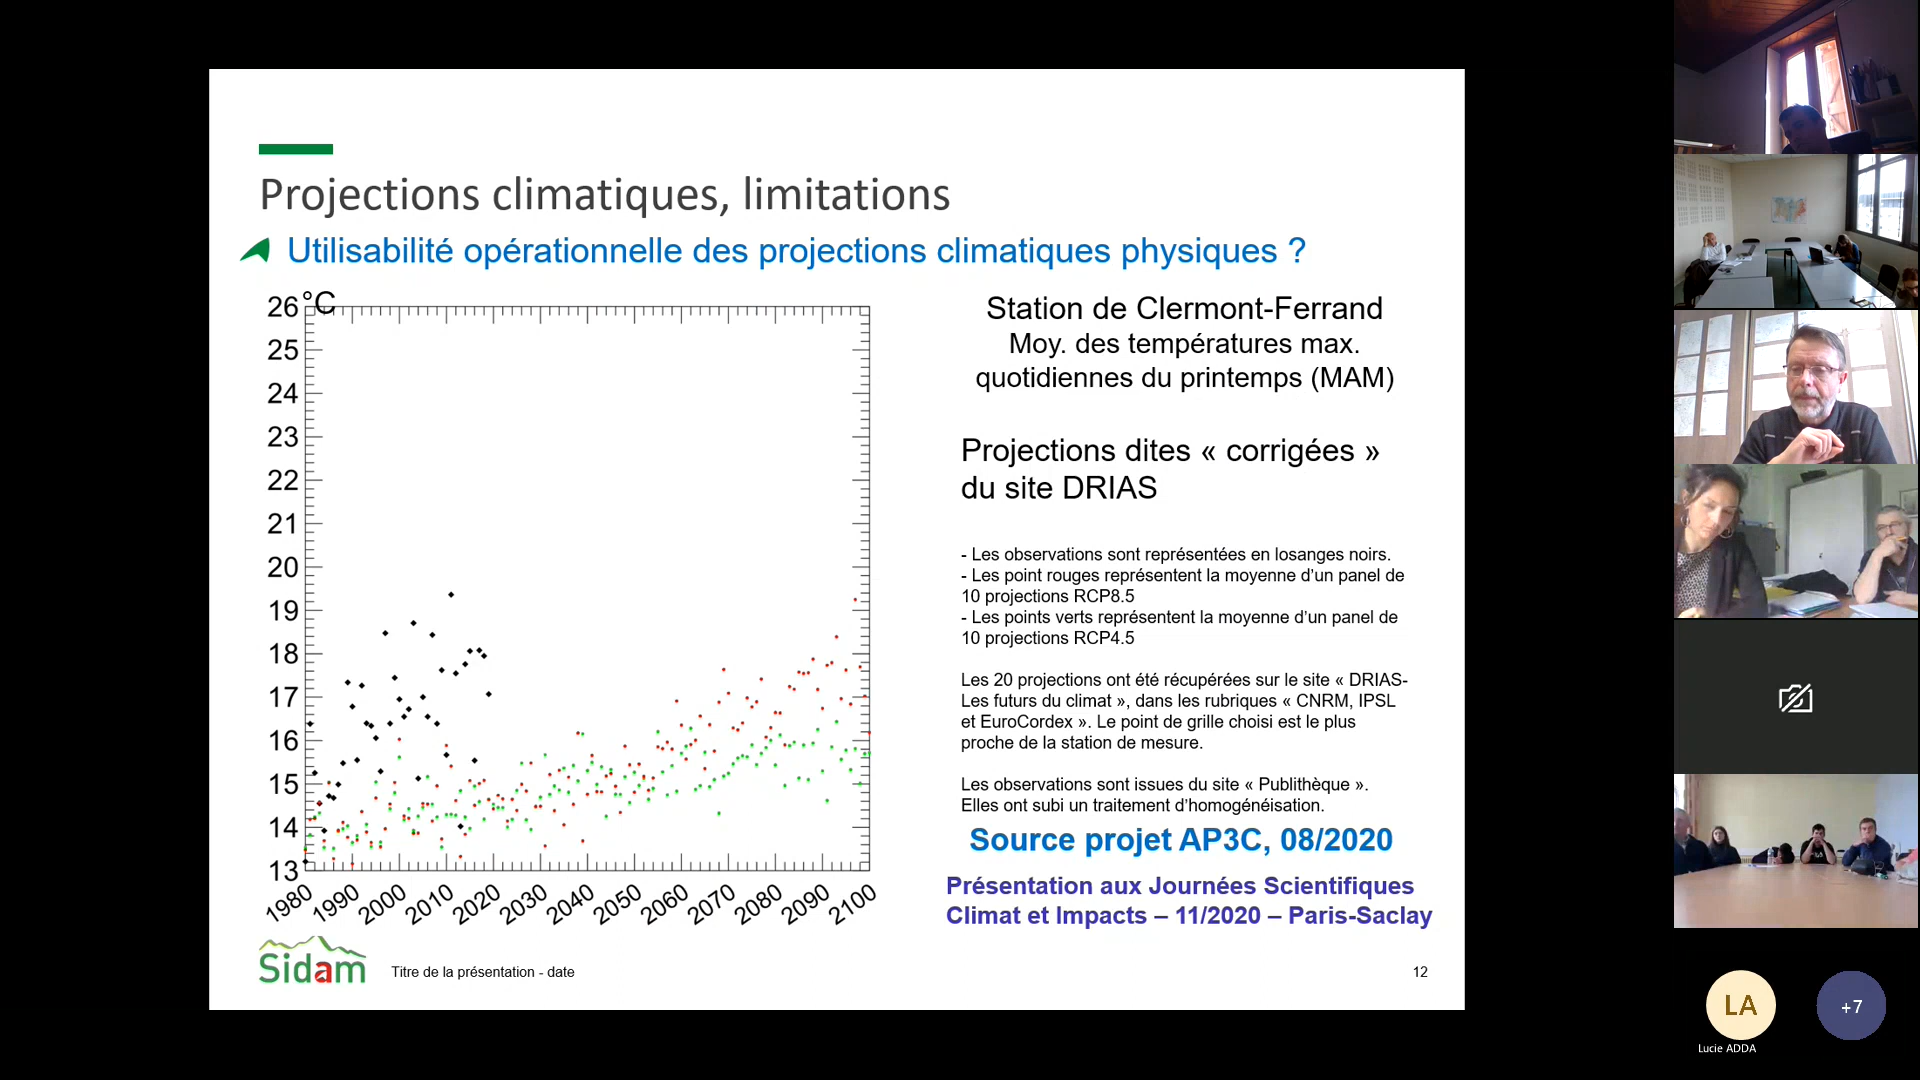 Projections climatiques, limitations
Utilisabilité opérationnelle des projections climatiques physiques ?
°C
26
25
24
23
22
21
20
19
18
17
16
15
14
13
1980
1990
2000
2010
2020
2030
2040
2050
2060
2070
2080
2090
2100
Station de Clermont-Ferrand
Moy. des températures max.
quotidiennes du printemps (MAM)
Projections dites « corrigées »
du site DRIAS
- Les observations sont représentées en losanges noirs.
- Les point rouges représentent la moyenne d’un panel de
10 projections RCP8.5
- Les points verts représentent la moyenne d’un panel de
10 projections RCP4.5
Les 20 projections ont été récupérées sur le site « DRIAS-
Les futurs du climat », dans les rubriques « CNRM, IPSL
et EuroCordex ». Le point de grille choisi est le plus
proche de la station de mesure.
Les observations sont issues du site « Publithèque ».
Elles ont subi un traitement d’homogénéisation.
Source projet AP3C, 08/2020
Présentation aux Journées Scientifiques
Climat et Impacts – 11/2020 – Paris-Saclay
Sidam
Titre de la présentation - date
12
LA
Lucie ADDA
+7